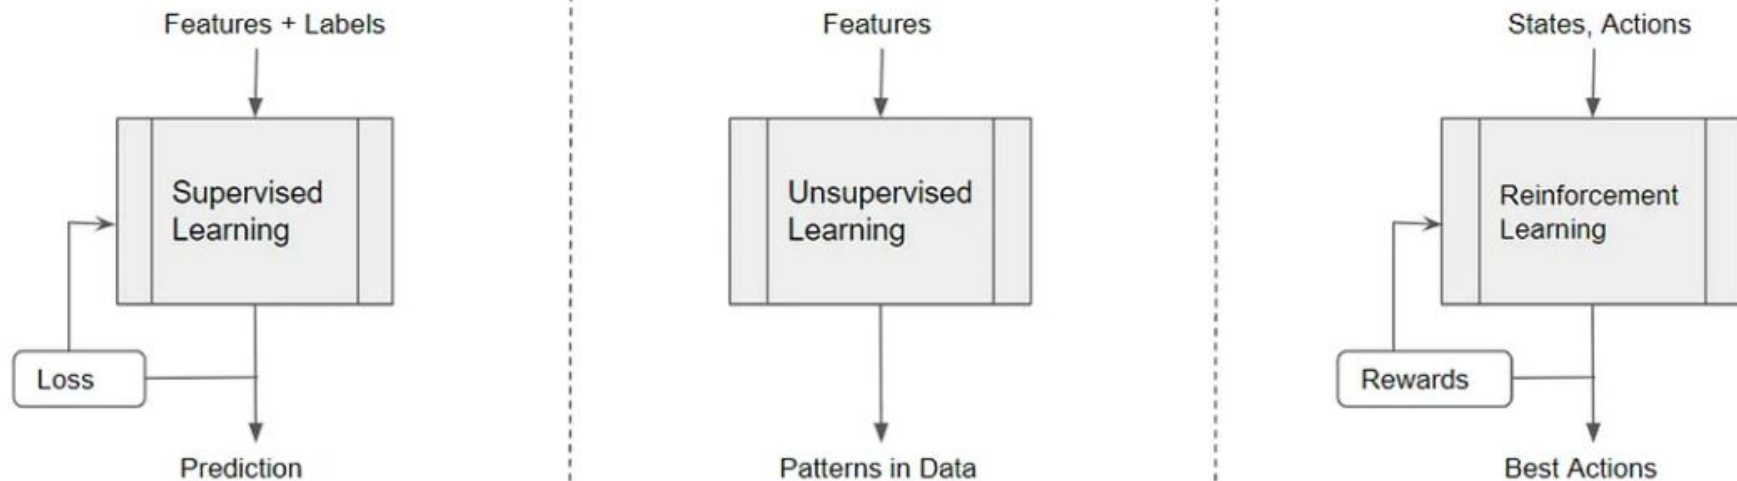 Features + Labels
Supervised
Learning
Loss
Prediction
Features
Unsupervised
Learning
Patterns in Data
States, Actions
Reinforcement
Learning
Rewards
Best Actions